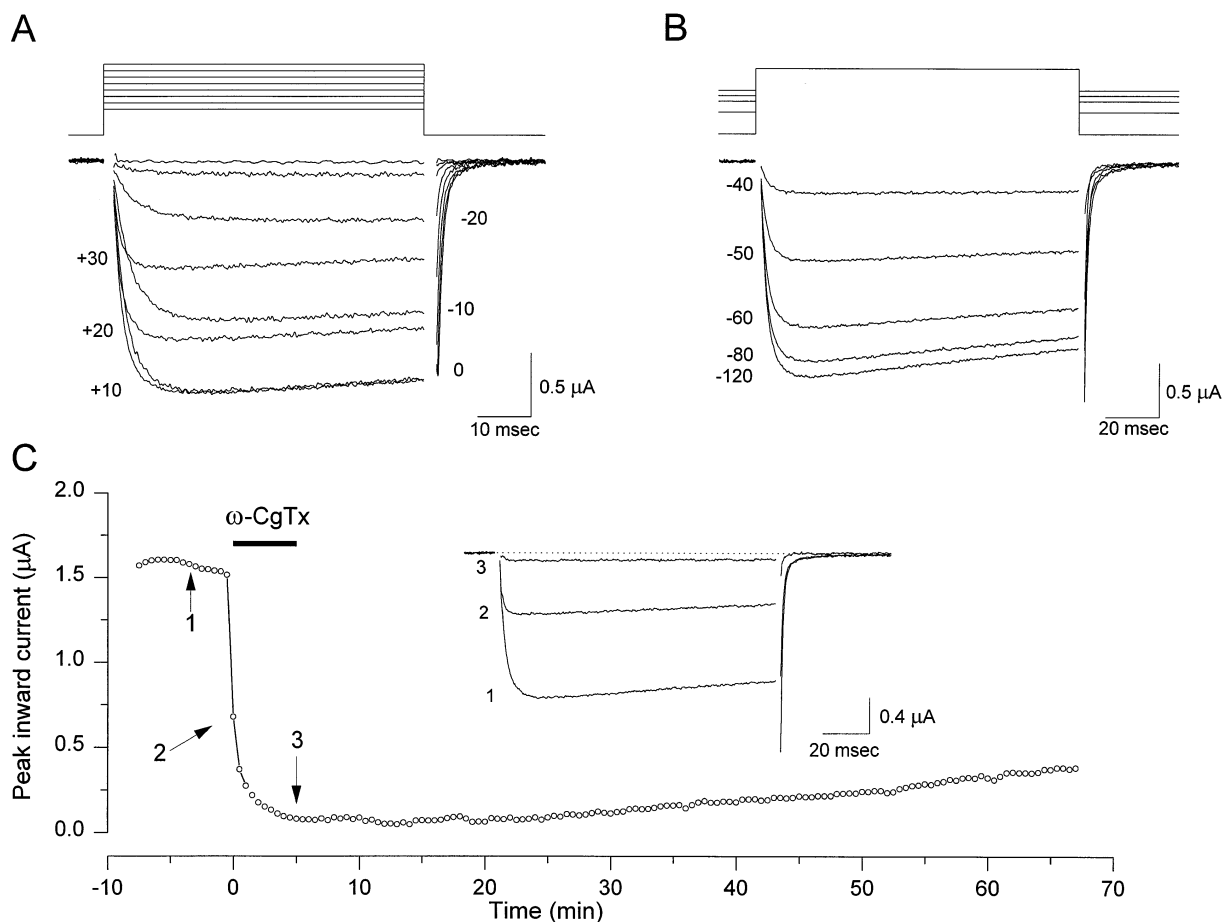 A
+30
+20
+10
-20
-10
0
0.5 μA
10 msec
B
-40
-50
-60
-80
-120
0.5 μA
20 msec
C
Peak inward current (μA)
2.0
1.5
1.0
0.5
0.0
ω-CgTx
1
2
3
3
2
1
0.4 μA
20 msec
-10 0 10 20 30 40 50 60 70
Time (min)